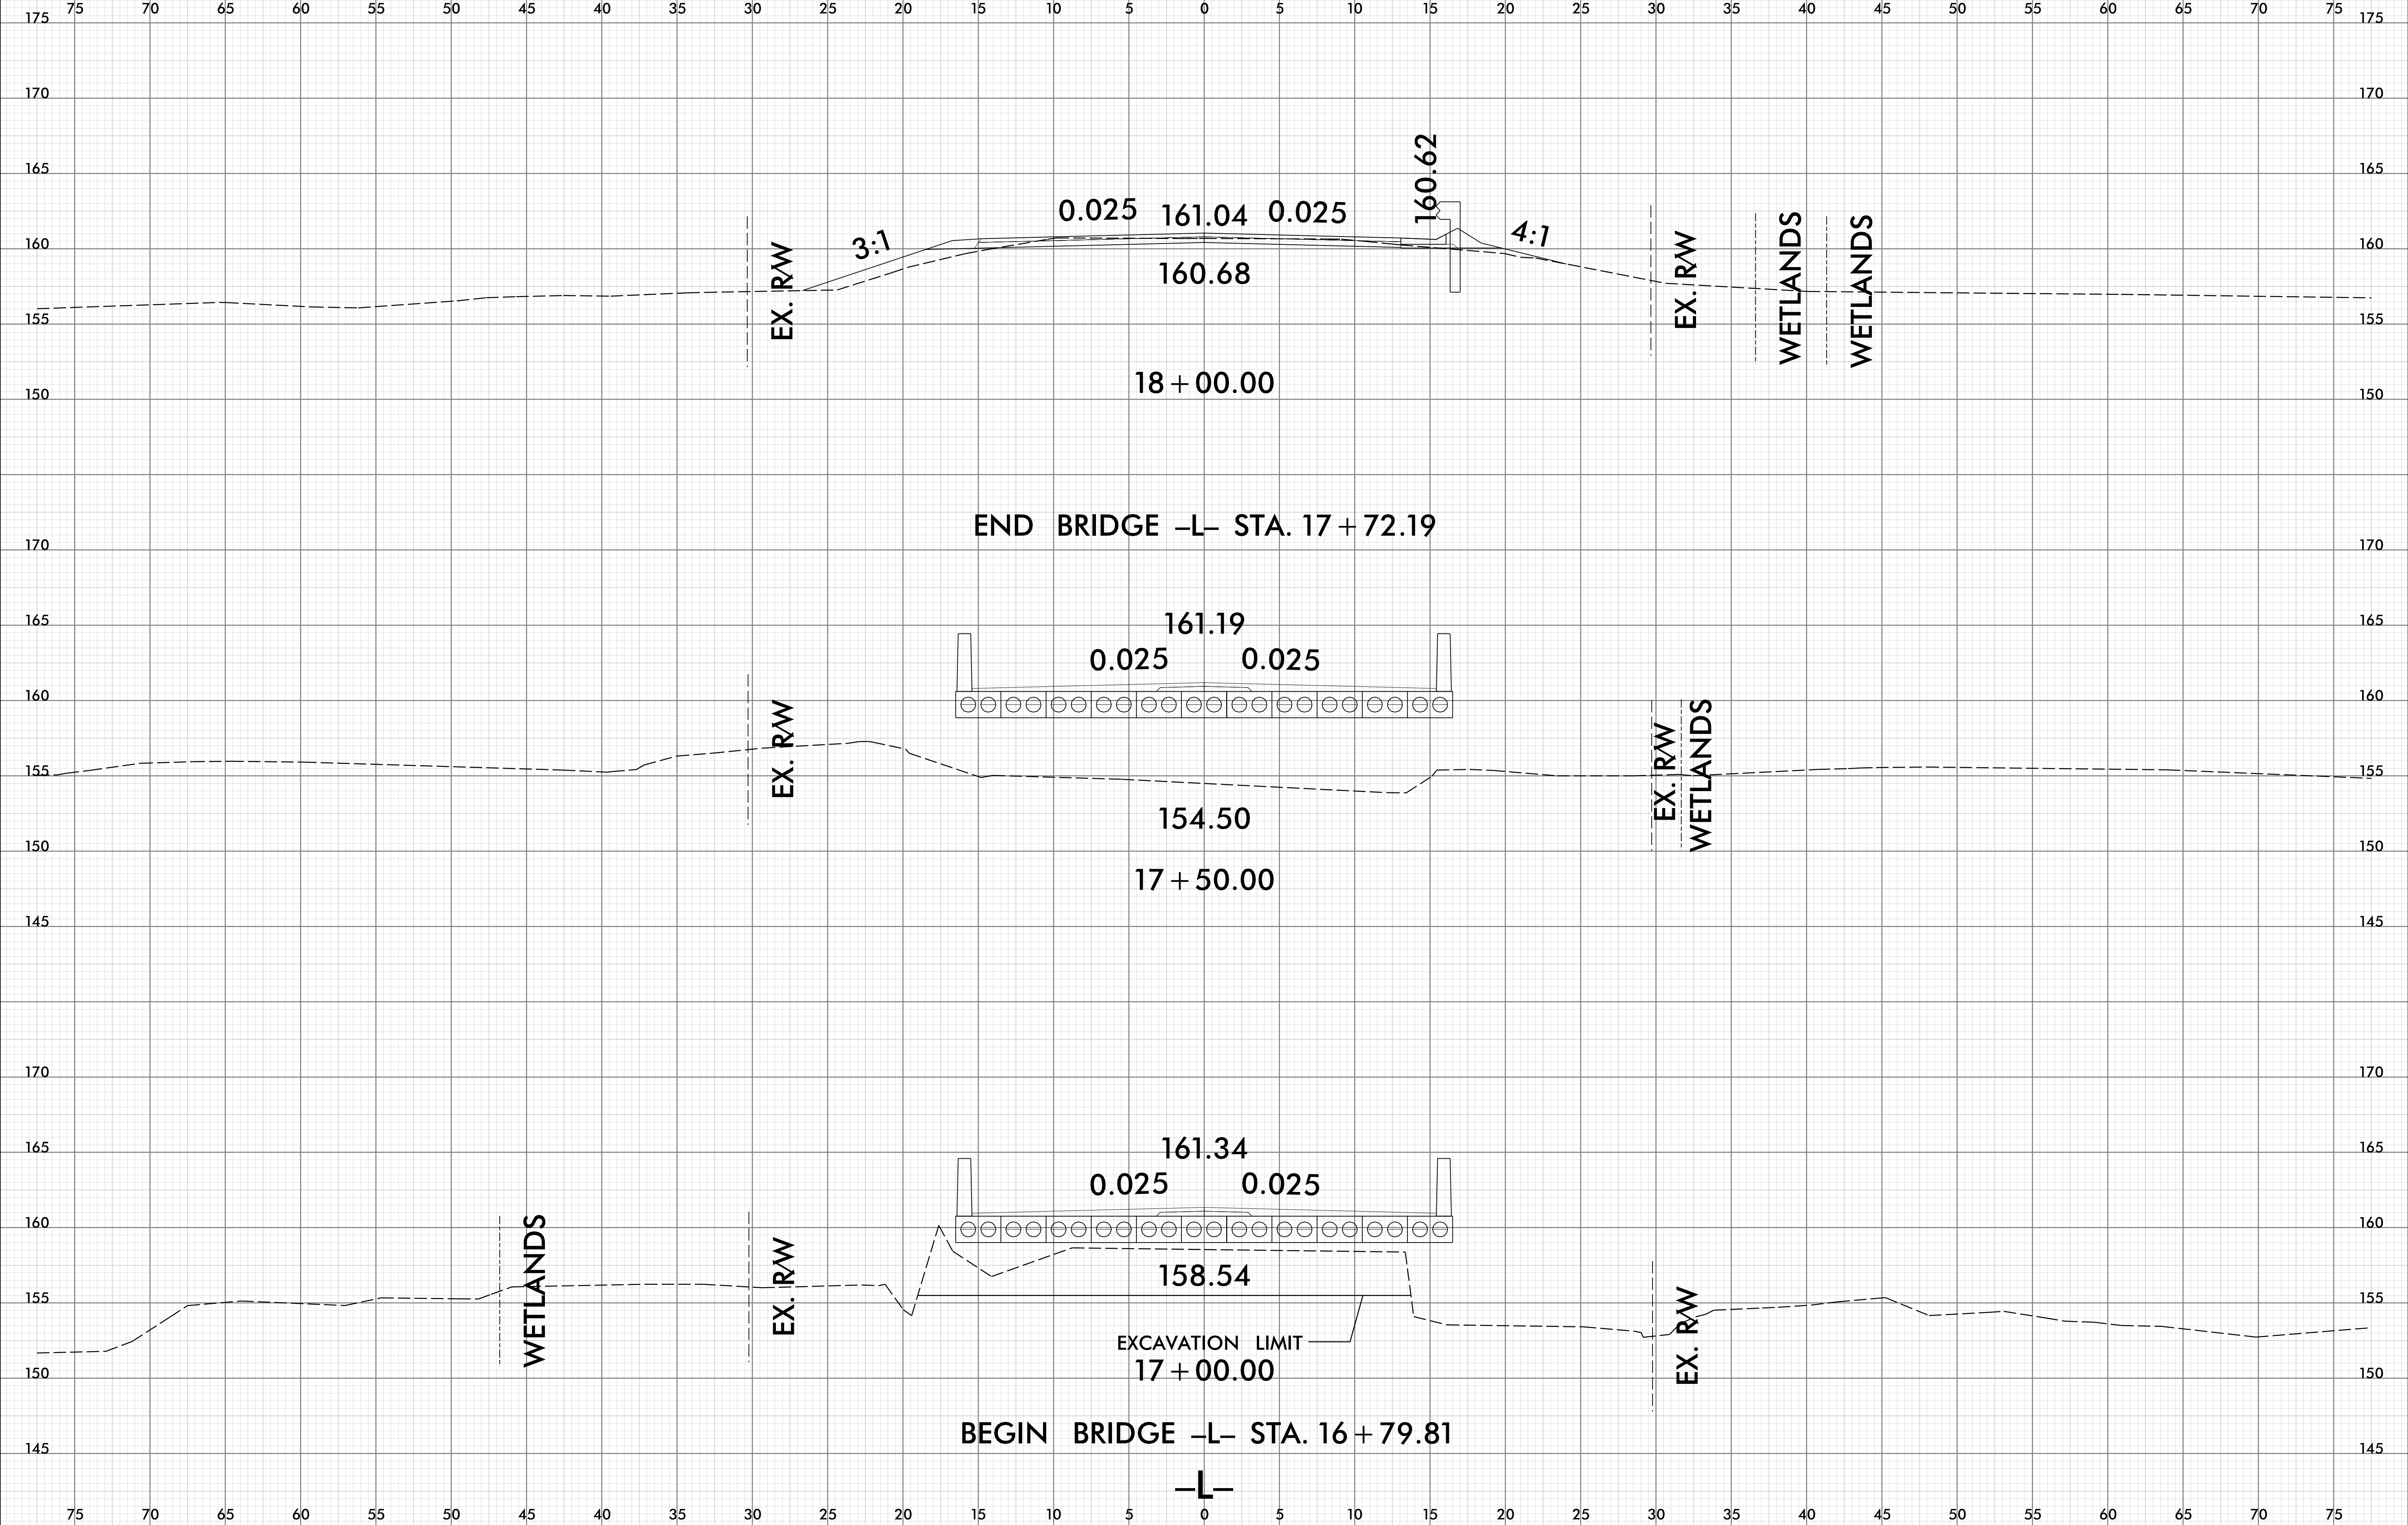 75 70 65 60 55 50 45 40 35 30 25 20 15 10 5 0 5 10 15 20 25 30 35 40 45 50 55 60 65 70 75
175 175
170 170
165 160.62 165
0.025 161.04 0.025
3:1 4:1
160 160
EX. R/W 160.68 EX. R/W WETLANDS WETLANDS
155 155
18+00.00
150 150
END BRIDGE –L– STA. 17+72.19
170 170
165 161.19 165
0.025 0.025
160 160
EX. R/W EX. R/W WETLANDS
155 155
154.50
150 150
17+50.00
145 145
170 170
165 161.34 165
0.025 0.025
160 160
WETLANDS EX. R/W 158.54 EX. R/W
155 155
EXCAVATION LIMIT
150 17+00.00 150
BEGIN BRIDGE –L– STA. 16+79.81
145 145
–L–
75 70 65 60 55 50 45 40 35 30 25 20 15 10 5 0 5 10 15 20 25 30 35 40 45 50 55 60 65 70 75